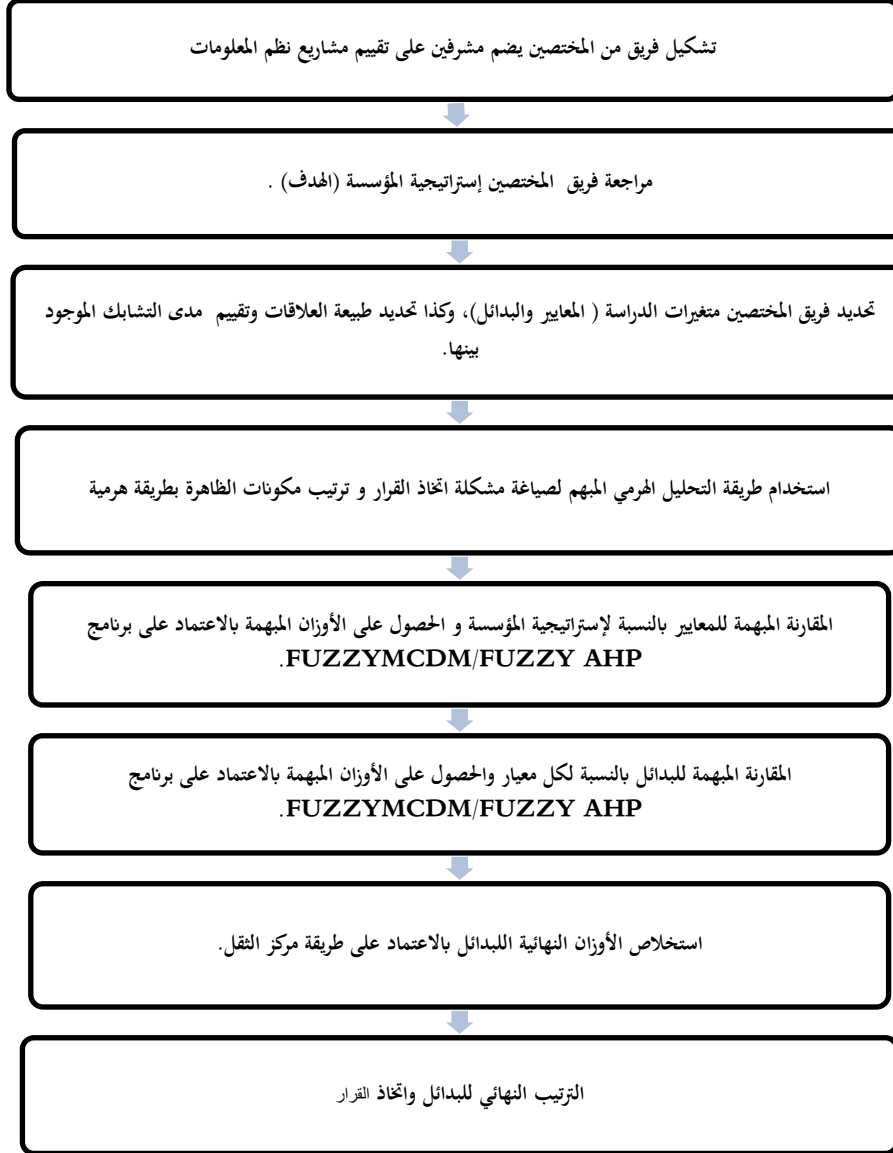 تشكيل فريق من المختصين يضم مشرفين على تقييم مشاريع نظم المعلومات
مراجعة فريق المختصين إستراتيجية المؤسسة (الهدف) .
تحديد فريق المختصين متغيرات الدراسة ( المعايير والبدائل)، وكذا تحديد طبيعة العلاقات وتقييم مدى التشابك الموجود
بينها.
استخدام طريقة التحليل الهرمي المبهم لصياغة مشكلة اتخاذ القرار و ترتيب مكونات الظاهرة بطريقة هرمية
المقارنة المبهمة للمعايير بالنسبة لإستراتيجية المؤسسة و الحصول على الأوزان المبهمة بالاعتماد على برنامج
FUZZYMCDM/FUZZY AHP.
المقارنة المبهمة للبدائل بالنسبة لكل معيار والحصول على الأوزان المبهمة بالاعتماد على برنامج
FUZZYMCDM/FUZZY AHP.
استخلاص الأوزان النهائية اللبدائل بالاعتماد على طريقة مركز الثقل.
الترتيب النهائي للبدائل واتخاذ القرار